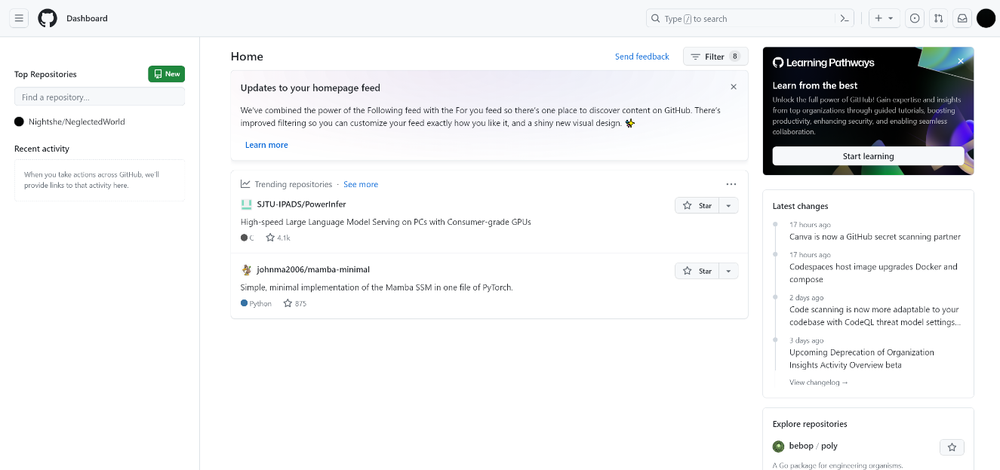 Dashboard
Type / to search
Top Repositories
New
Find a repository...
Nightshe/NeglectedWorld
Recent activity
When you take actions across GitHub, we'll
provide links to that activity here.
Home
Send feedback
Filter 8
Updates to your homepage feed
We've combined the power of the Following feed with the For you feed so there's one place to discover content on GitHub. There's
improved filtering so you can customize your feed exactly how you like it, and a shiny new visual design. ✨
Learn more
Trending repositories · See more
SJTU-IPADS/PowerInfer
Star
High-speed Large Language Model Serving on PCs with Consumer-grade GPUs
C 4.1k
johnma2006/mamba-minimal
Star
Simple, minimal implementation of the Mamba SSM in one file of PyTorch.
Python 875
Learning Pathways
Learn from the best
Unlock the full power of GitHub! Gain expertise and insights
from top organizations through guided tutorials, boosting
productivity, enhancing security, and enabling seamless
collaboration.
Start learning
Latest changes
17 hours ago
Canva is now a GitHub secret scanning partner
17 hours ago
Codespaces host image upgrades Docker and
compose
2 days ago
Code scanning is now more adaptable to your
codebase with CodeQL threat model settings...
3 days ago
Upcoming Deprecation of Organization
Insights Activity Overview beta
View changelog →
Explore repositories
bebop / poly
A Go package for engineering organisms.